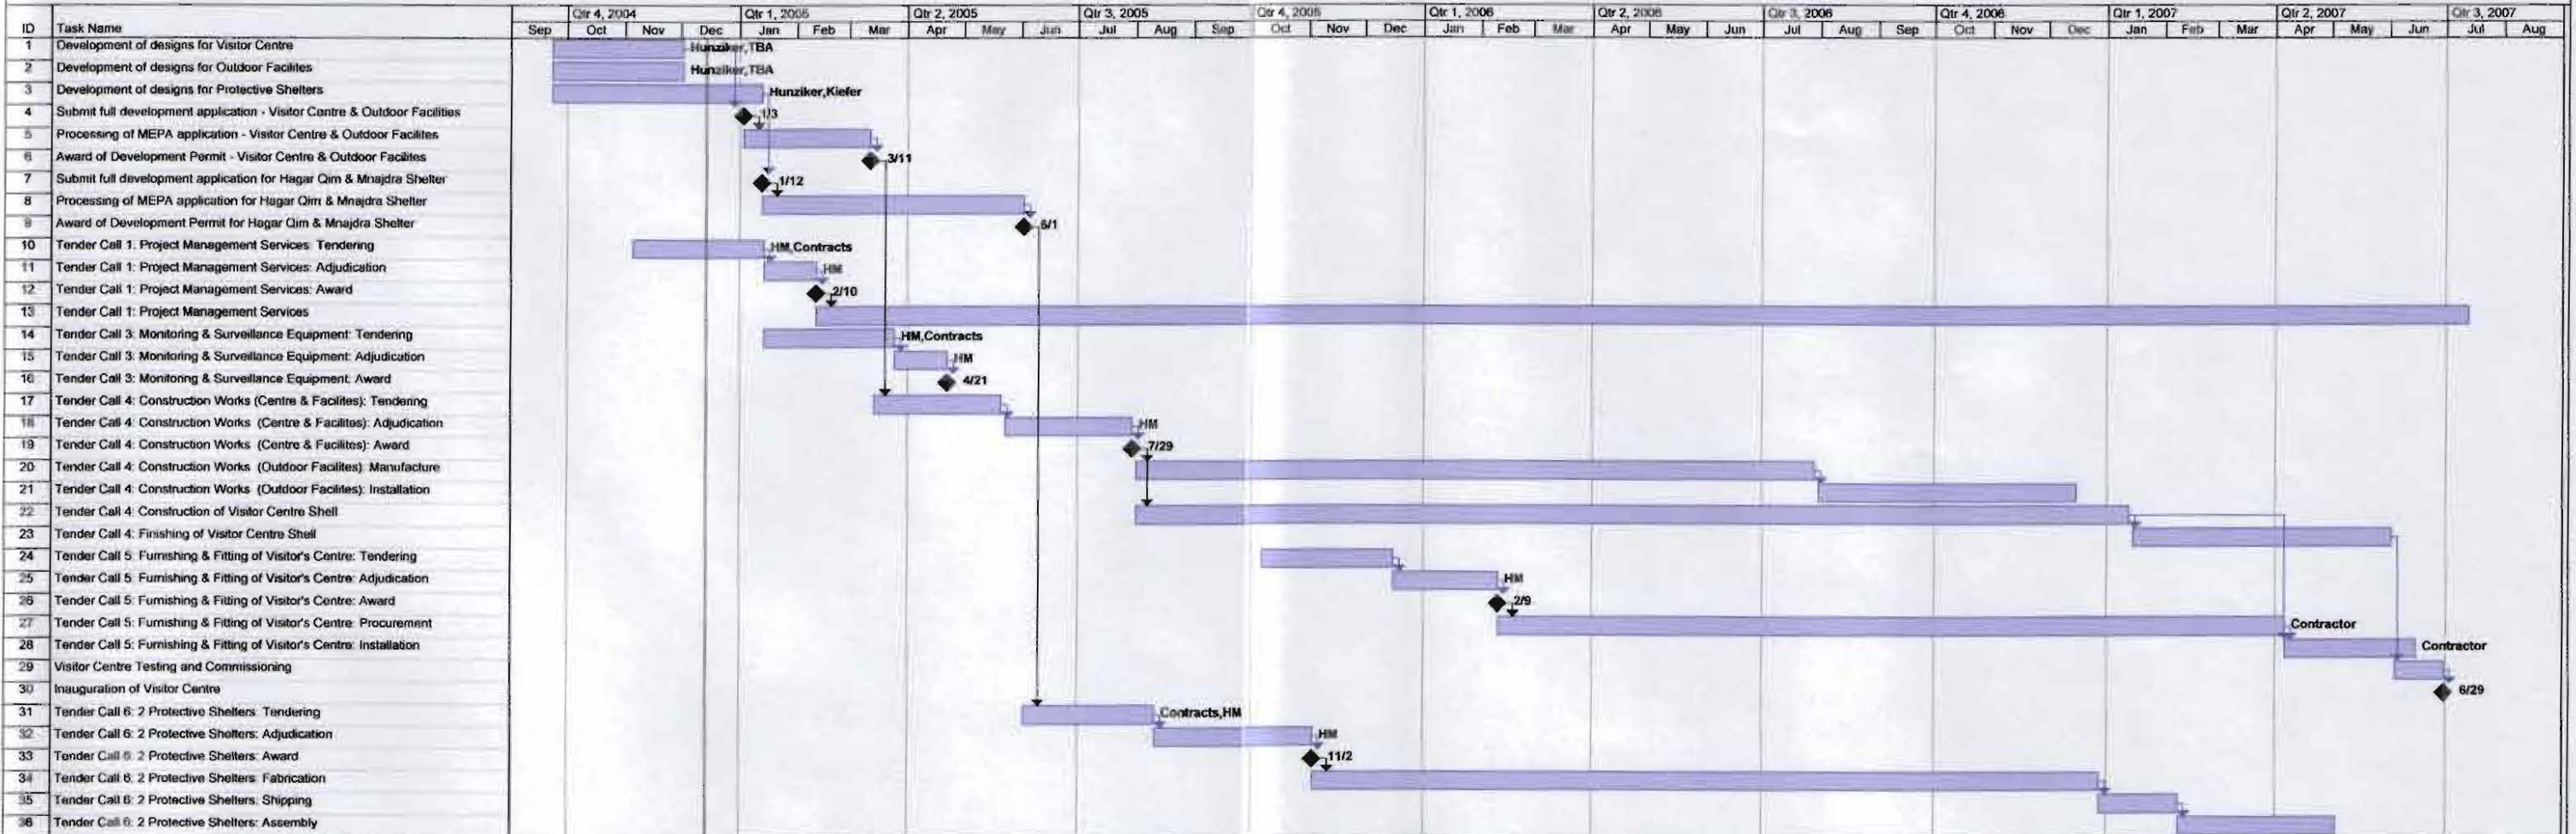 Qtr 4, 2004 Qtr 1, 2005 Qtr 2, 2005 Qtr 3, 2005 Qtr 4, 2005 Qtr 1, 2006 Qtr 2, 2006 Qtr 3, 2006 Qtr 4, 2006 Qtr 1, 2007 Qtr 2, 2007 Qtr 3, 2007
ID Task Name Sep Oct Nov Dec Jan Feb Mar Apr May Jun Jul Aug Sep Oct Nov Dec Jan Feb Mar Apr May Jun Jul Aug Sep Oct Nov Dec Jan Feb Mar Apr May Jun Jul Aug
1 Development of designs for Visitor Centre Hunziker,TBA
2 Development of designs for Outdoor Facilites Hunziker,TBA
3 Development of designs for Protective Shelters Hunziker,Kiefer
4 Submit full development application - Visitor Centre & Outdoor Facilities 1/3
5 Processing of MEPA application - Visitor Centre & Outdoor Facilites
6 Award of Development Permit - Visitor Centre & Outdoor Facilites 3/11
7 Submit full development application for Hagar Qim & Mnajdra Shelter 1/12
8 Processing of MEPA application for Hagar Qim & Mnajdra Shelter
9 Award of Development Permit for Hagar Qim & Mnajdra Shelter 6/1
10 Tender Call 1: Project Management Services: Tendering HM,Contracts
11 Tender Call 1: Project Management Services: Adjudication HM
12 Tender Call 1: Project Management Services: Award 2/10
13 Tender Call 1: Project Management Services
14 Tender Call 3: Monitoring & Surveillance Equipment: Tendering HM,Contracts
15 Tender Call 3: Monitoring & Surveillance Equipment: Adjudication HM
16 Tender Call 3: Monitoring & Surveillance Equipment: Award 4/21
17 Tender Call 4: Construction Works (Centre & Facilites): Tendering
18 Tender Call 4: Construction Works (Centre & Facilites): Adjudication HM
19 Tender Call 4: Construction Works (Centre & Facilites): Award 7/29
20 Tender Call 4: Construction Works (Outdoor Facilites): Manufacture
21 Tender Call 4: Construction Works (Outdoor Facilites): Installation
22 Tender Call 4: Construction of Visitor Centre Shell
23 Tender Call 4: Finishing of Visitor Centre Shell
24 Tender Call 5: Furnishing & Fitting of Visitor's Centre: Tendering
25 Tender Call 5: Furnishing & Fitting of Visitor's Centre: Adjudication HM
26 Tender Call 5: Furnishing & Fitting of Visitor's Centre: Award 2/9
27 Tender Call 5: Furnishing & Fitting of Visitor's Centre: Procurement Contractor
28 Tender Call 5: Furnishing & Fitting of Visitor's Centre: Installation Contractor
29 Visitor Centre Testing and Commissioning
30 Inauguration of Visitor Centre 6/29
31 Tender Call 6: 2 Protective Shelters: Tendering Contracts,HM
32 Tender Call 6: 2 Protective Shelters: Adjudication HM
33 Tender Call 6: 2 Protective Shelters: Award 11/2
34 Tender Call 6: 2 Protective Shelters: Fabrication
35 Tender Call 6: 2 Protective Shelters: Shipping
36 Tender Call 6: 2 Protective Shelters: Assembly